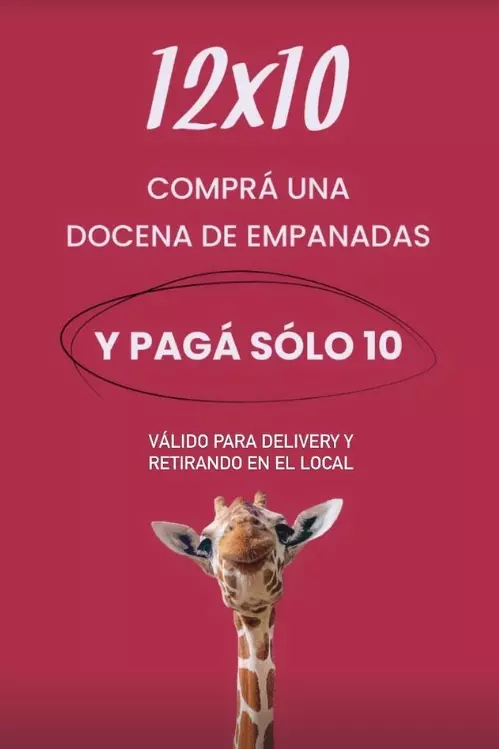 12x10
COMPRÁ UNA
DOCENA DE EMPANADAS
Y PAGÁ SÓLO 10
VÁLIDO PARA DELIVERY Y
RETIRANDO EN EL LOCAL